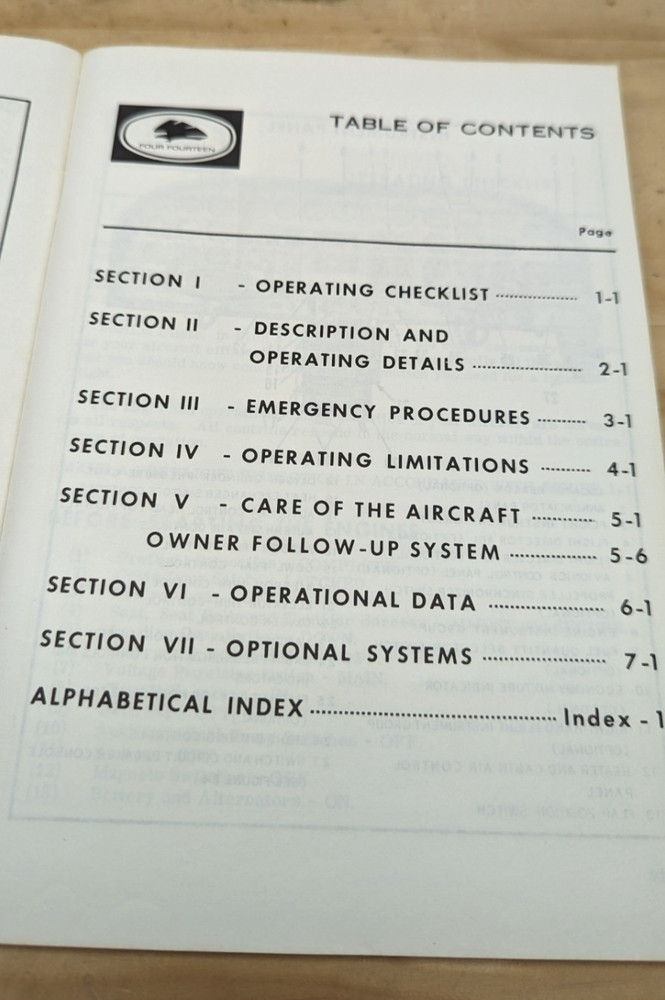 FOUR FOURTEEN
TABLE OF CONTENTS
Page
SECTION I - OPERATING CHECKLIST .................... 1-1
SECTION II - DESCRIPTION AND
OPERATING DETAILS .......................... 2-1
SECTION III - EMERGENCY PROCEDURES ........... 3-1
SECTION IV - OPERATING LIMITATIONS ........... 4-1
SECTION V - CARE OF THE AIRCRAFT .............. 5-1
OWNER FOLLOW-UP SYSTEM .................... 5-6
SECTION VI - OPERATIONAL DATA .......................... 6-1
SECTION VII - OPTIONAL SYSTEMS ........................... 7-1
ALPHABETICAL INDEX ..................................................... Index - 1